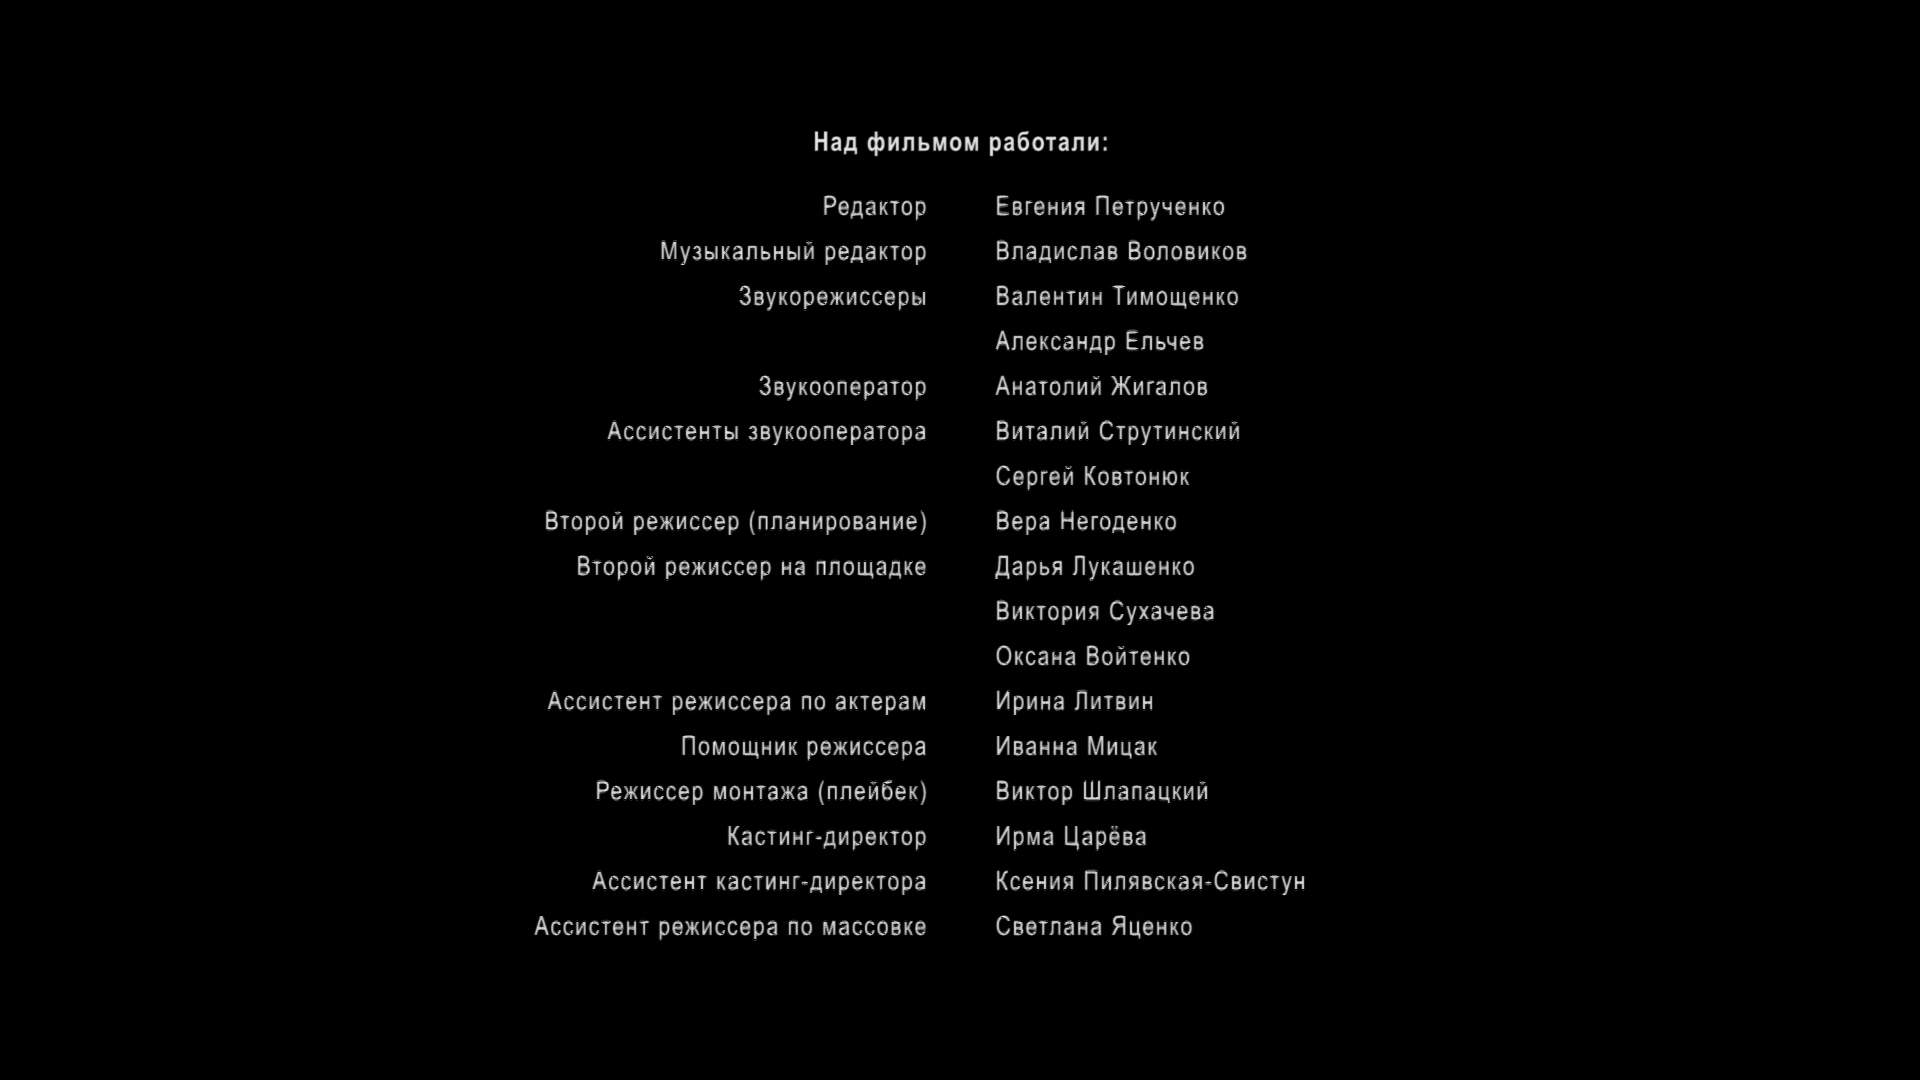 Над фильмом работали:
Редактор Евгения Петрученко
Музыкальный редактор Владислав Воловиков
Звукорежиссеры Валентин Тимощенко
Александр Ельчев
Звукооператор Анатолий Жигалов
Ассистенты звукооператора Виталий Струтинский
Сергей Ковтонюк
Второй режиссер (планирование) Вера Негоденко
Второй режиссер на площадке Дарья Лукашенко
Виктория Сухачева
Оксана Войтенко
Ассистент режиссера по актерам Ирина Литвин
Помощник режиссера Иванна Мицак
Режиссер монтажа (плейбек) Виктор Шлапацкий
Кастинг-директор Ирма Царёва
Ассистент кастинг-директора Ксения Пилявская-Свистун
Ассистент режиссера по массовке Светлана Яценко